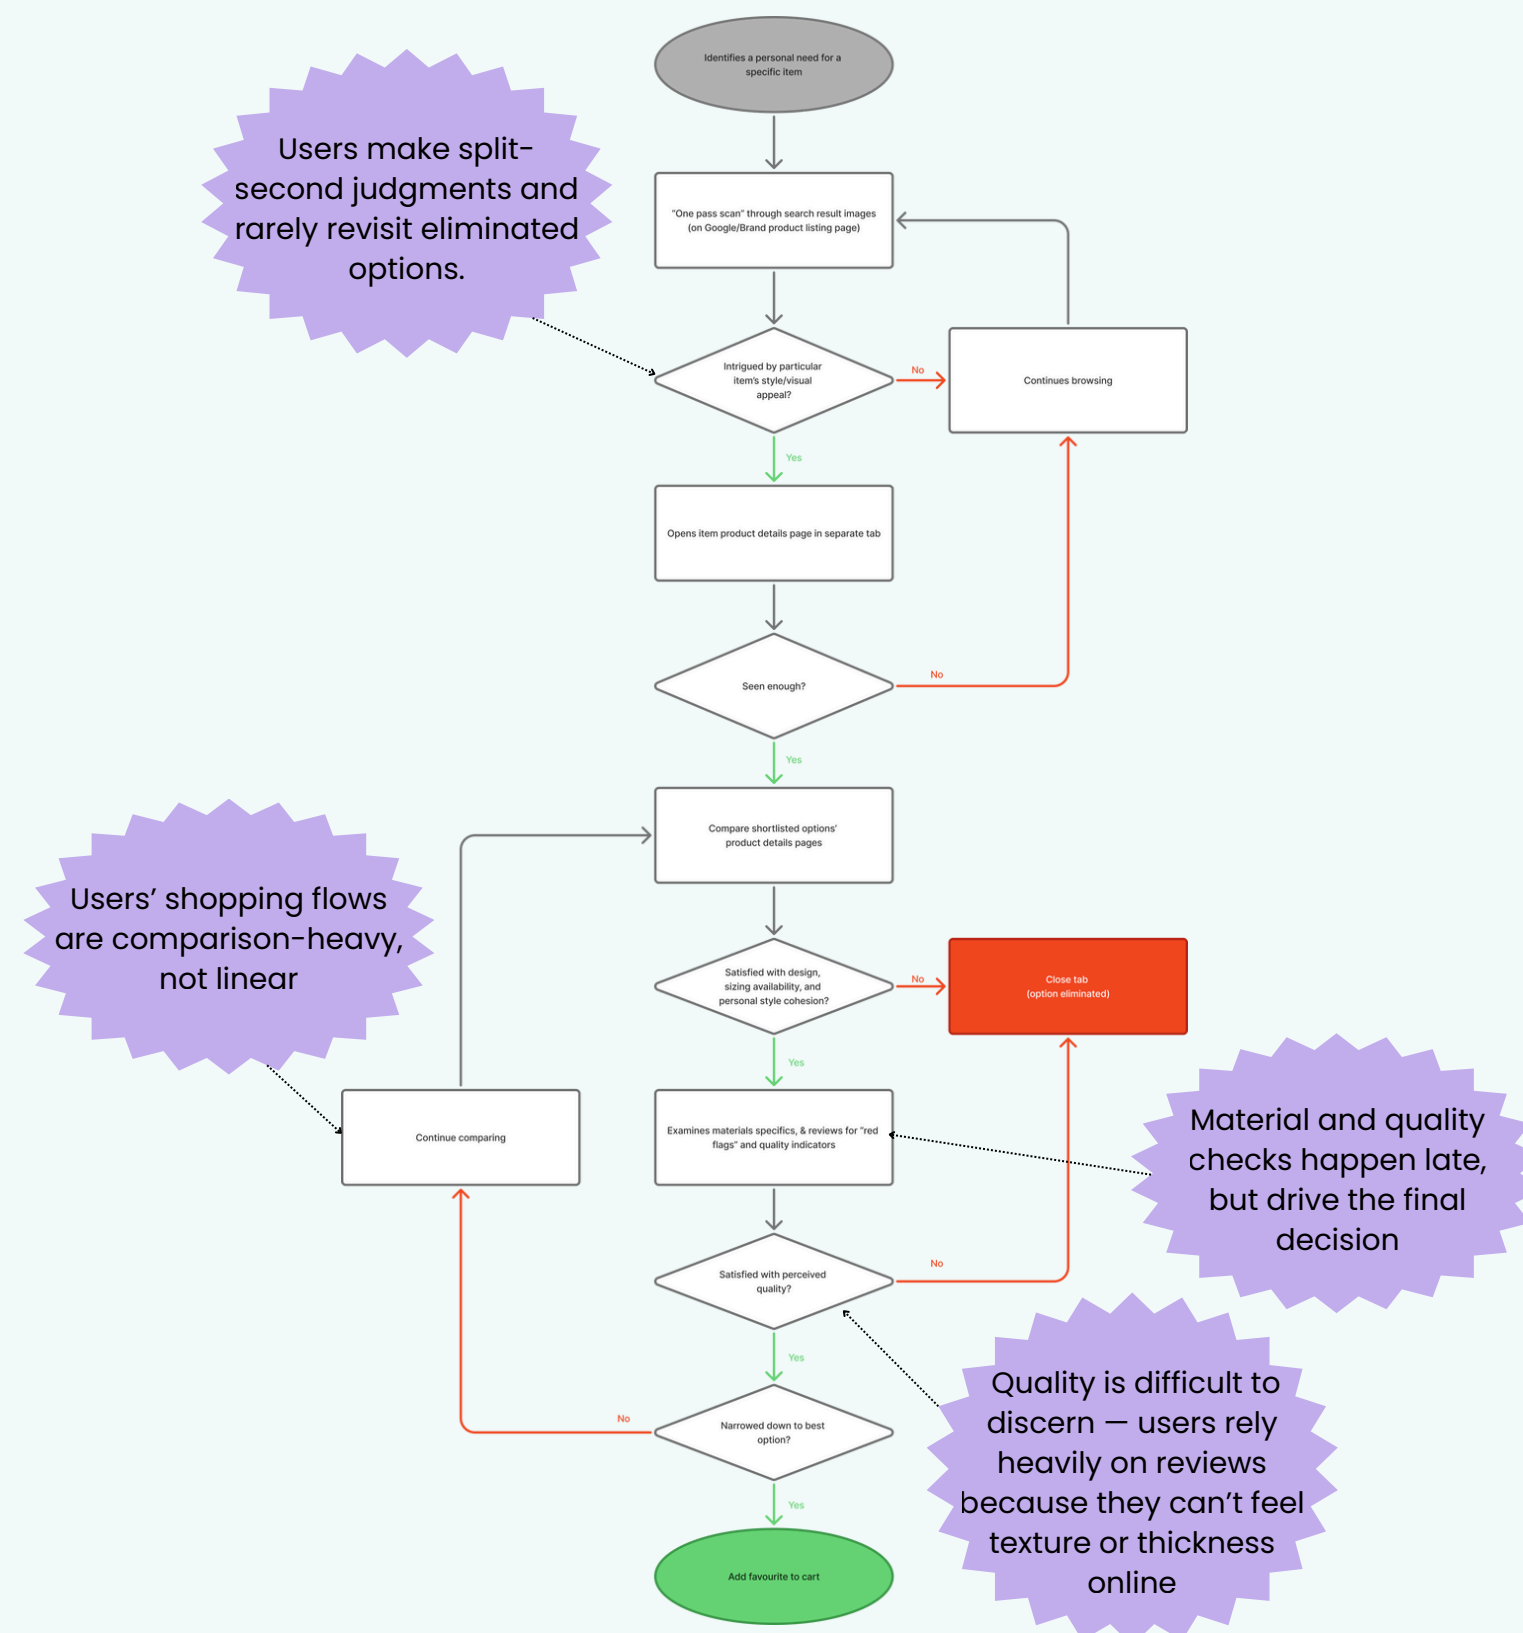 Identifies a personal need for a
specific item
Users make split-
second judgments and
rarely revisit eliminated
options.
"One pass scan" through search result images
(on Google/Brand product listing page)
Intrigued by particular
item's style/visual
appeal?
No
Continues browsing
Yes
Opens item product details page in separate tab
Seen enough?
No
Yes
Compare shortlisted options'
product details pages
Users' shopping flows
are comparison-heavy,
not linear
Satisfied with design,
sizing availability, and
personal style cohesion?
No
Close tab
(option eliminated)
Yes
Continue comparing
Examines materials specifics, & reviews for "red
flags" and quality indicators
Material and quality
checks happen late,
but drive the final
decision
Satisfied with perceived
quality?
No
Yes
Quality is difficult to
discern — users rely
heavily on reviews
because they can't feel
texture or thickness
online
Narrowed down to best
option?
No
Yes
Add favourite to cart